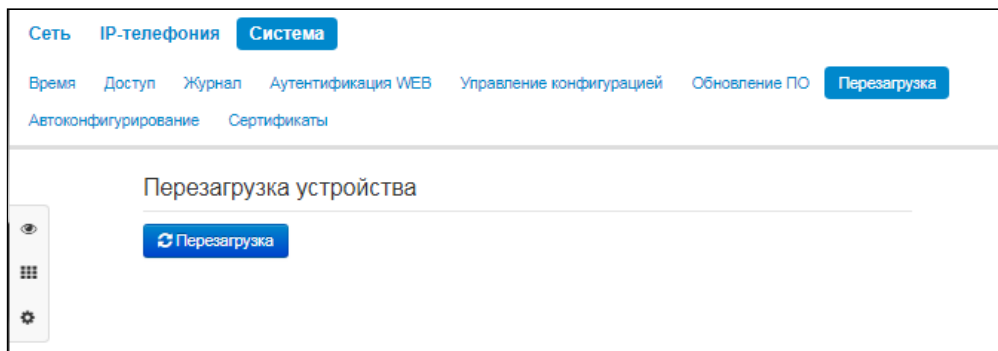 Сеть IP-телефония Система
Время Доступ Журнал Аутентификация WEB Управление конфигурацией Обновление ПО Перезагрузка
Автоконфигурирование Сертификаты
Перезагрузка устройства
Перезагрузка